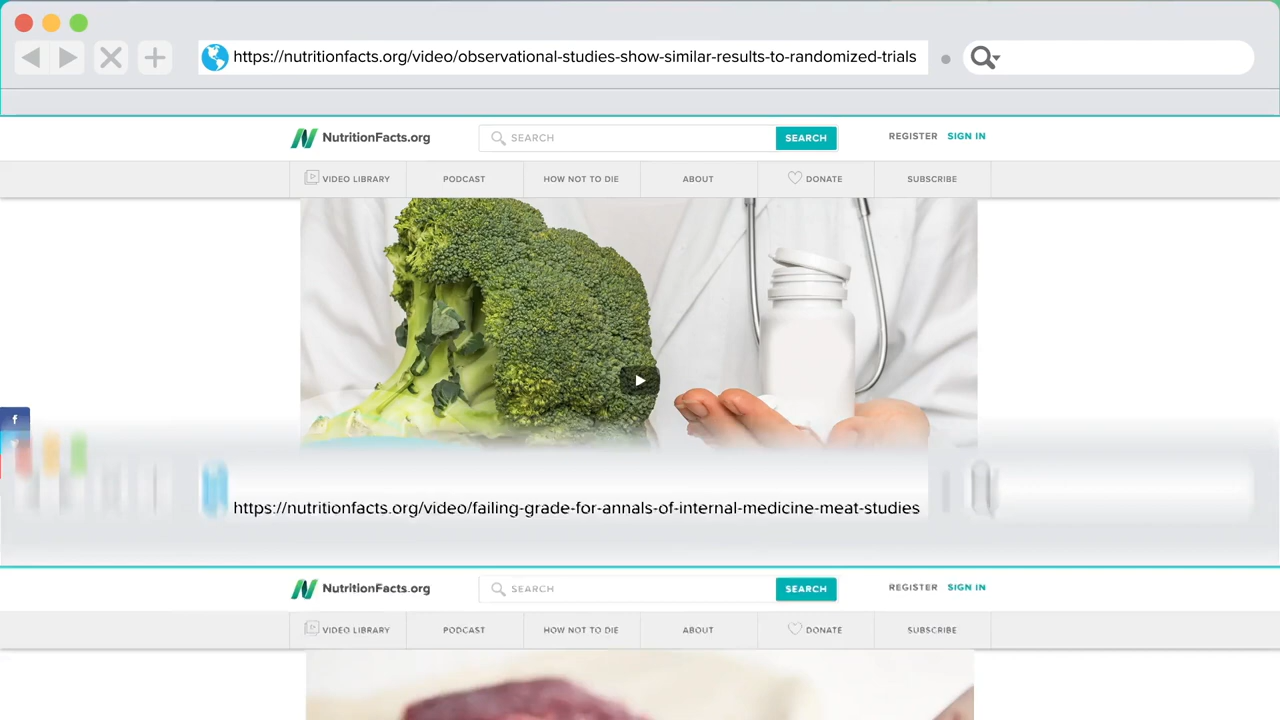 https://nutritionfacts.org/video/observational-studies-show-similar-results-to-randomized-trials
NutritionFacts.org
SEARCH
SEARCH
REGISTER SIGN IN
VIDEO LIBRARY
PODCAST
HOW NOT TO DIE
ABOUT
DONATE
SUBSCRIBE
f
https://nutritionfacts.org/video/failing-grade-for-annals-of-internal-medicine-meat-studies
NutritionFacts.org
SEARCH
SEARCH
REGISTER SIGN IN
VIDEO LIBRARY
PODCAST
HOW NOT TO DIE
ABOUT
DONATE
SUBSCRIBE